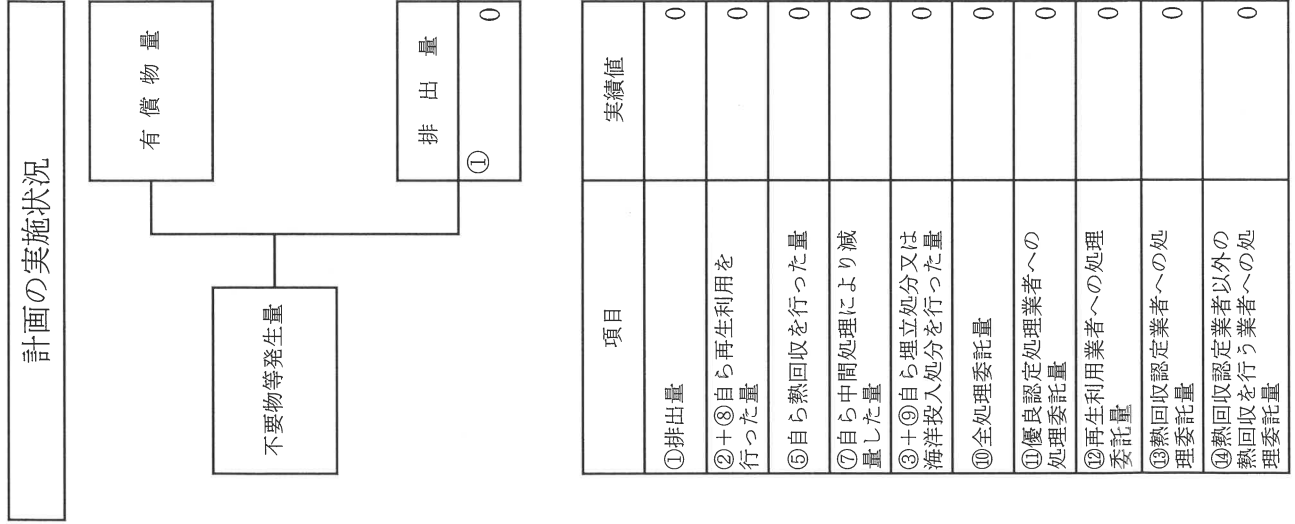 計画の実施状況
有償物量
不要物等発生量
排出量
① 0
項目 実績値
①排出量 0
②+⑧自ら再生利用を
行った量 0
⑤自ら熱回収を行った量 0
⑦自ら中間処理により減
量した量 0
③+⑨自ら埋立処分又は
海洋投入処分を行った量 0
⑩全処理委託量 0
⑪優良認定処理業者への
処理委託量 0
⑫再生利用業者への処理
委託量 0
⑬熱回収認定業者への処
理委託量 0
⑭熱回収認定業者以外の
熱回収を行う業者への処
理委託量 0